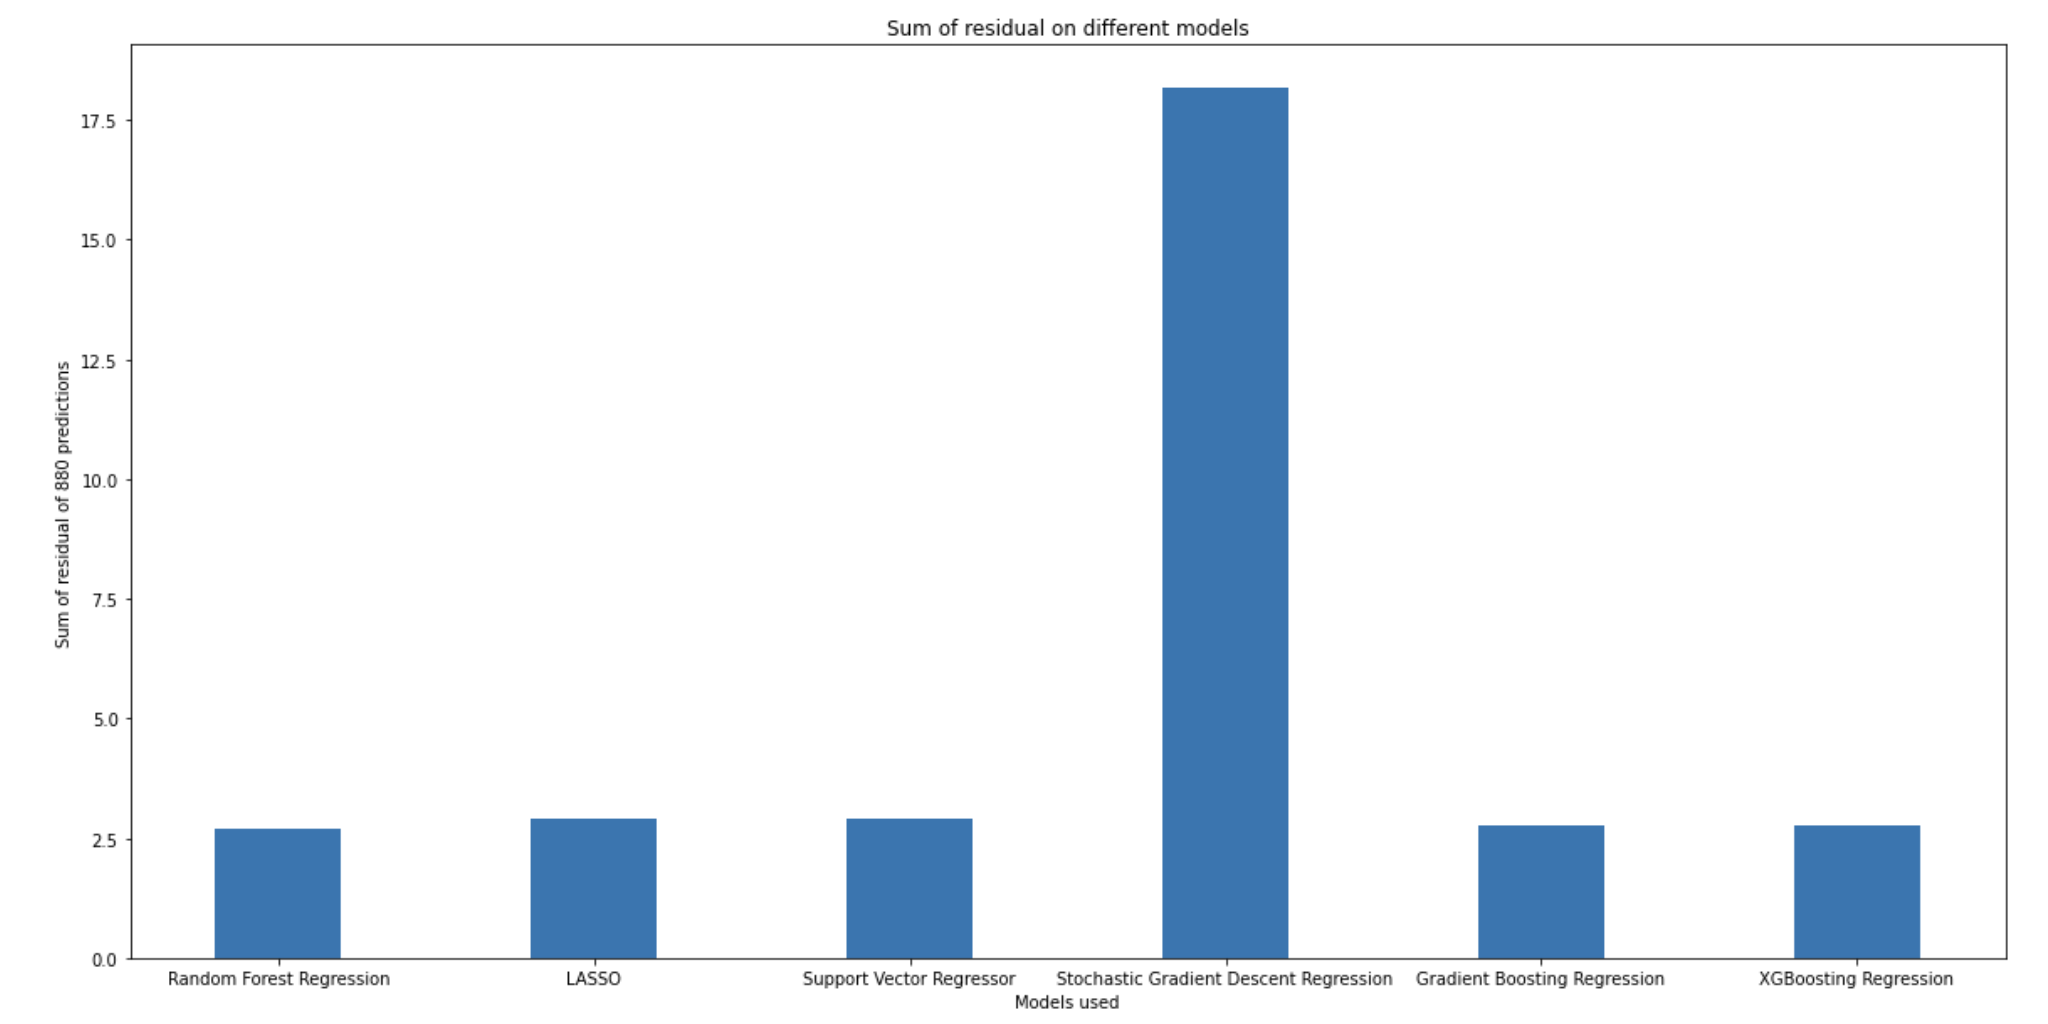 Sum of residual on different models
Sum of residual of 880 predictions
17.5
15.0
12.5
10.0
7.5
5.0
2.5
0.0
Random Forest Regression
LASSO
Support Vector Regressor
Stochastic Gradient Descent Regression
Gradient Boosting Regression
XGBoosting Regression
Models used